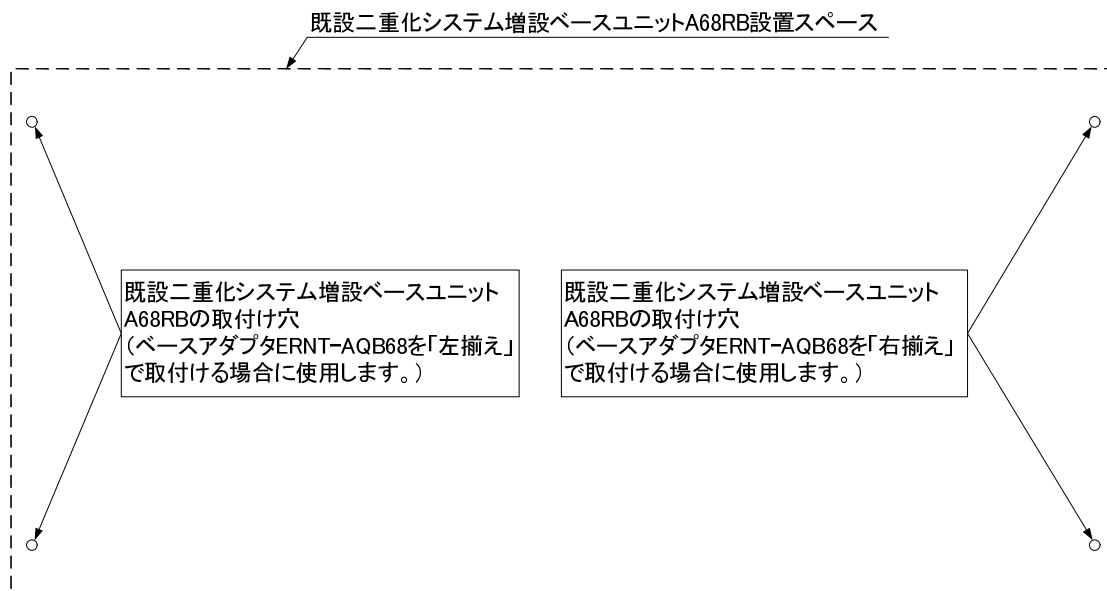 既設二重化システム増設ベースユニットA68RB設置スペース
既設二重化システム増設ベースユニット
A68RBの取付け穴
（ベースアダプタERNT-AQB68を「左揃え」
で取付ける場合に使用します。）
既設二重化システム増設ベースユニット
A68RBの取付け穴
（ベースアダプタERNT-AQB68を「右揃え」
で取付ける場合に使用します。）